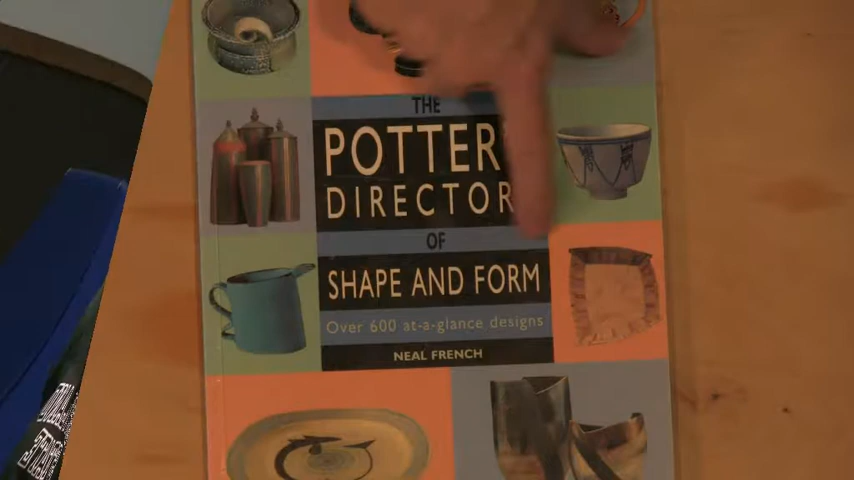 THE
POTTER
DIRECTOR
OF
SHAPE AND FORM
Over 600 at-a-glance designs
NEAL FRENCH